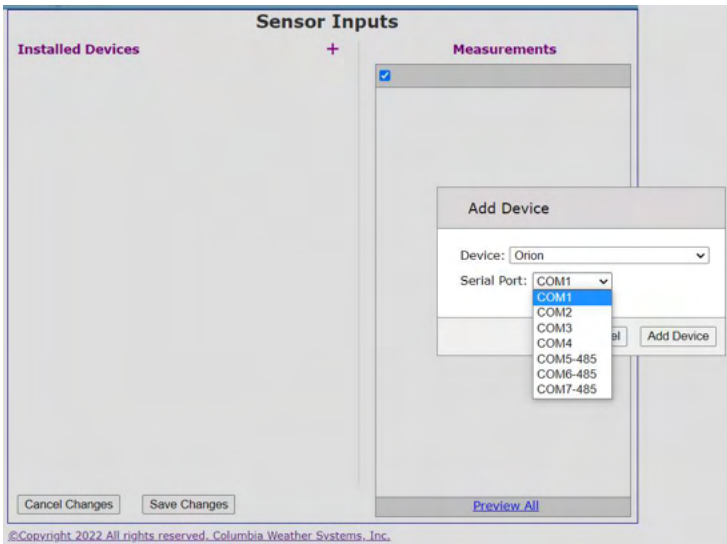 Sensor Inputs
Installed Devices +
Measurements
Add Device
Device: Orion
Serial Port: COM1
COM1
COM2
COM3
COM4
COM5-485
COM6-485
COM7-485
Add Device
Cancel Changes Save Changes
Preview All
©Copyright 2022 All rights reserved, Columbia Weather Systems, Inc.